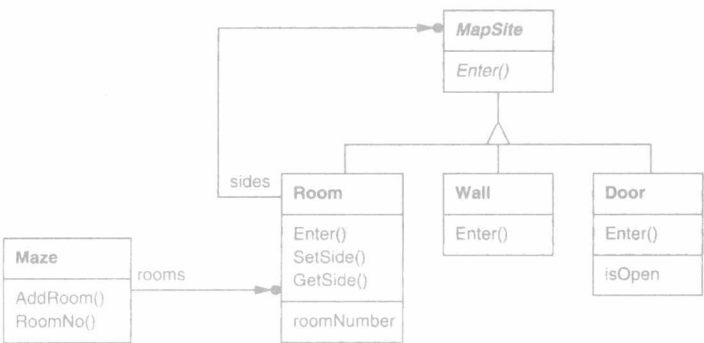 MapSite
Enter()
sides
Room
Enter()
SetSide()
GetSide()
roomNumber
Wall
Enter()
Door
Enter()
isOpen
Maze
AddRoom()
RoomNo()
rooms